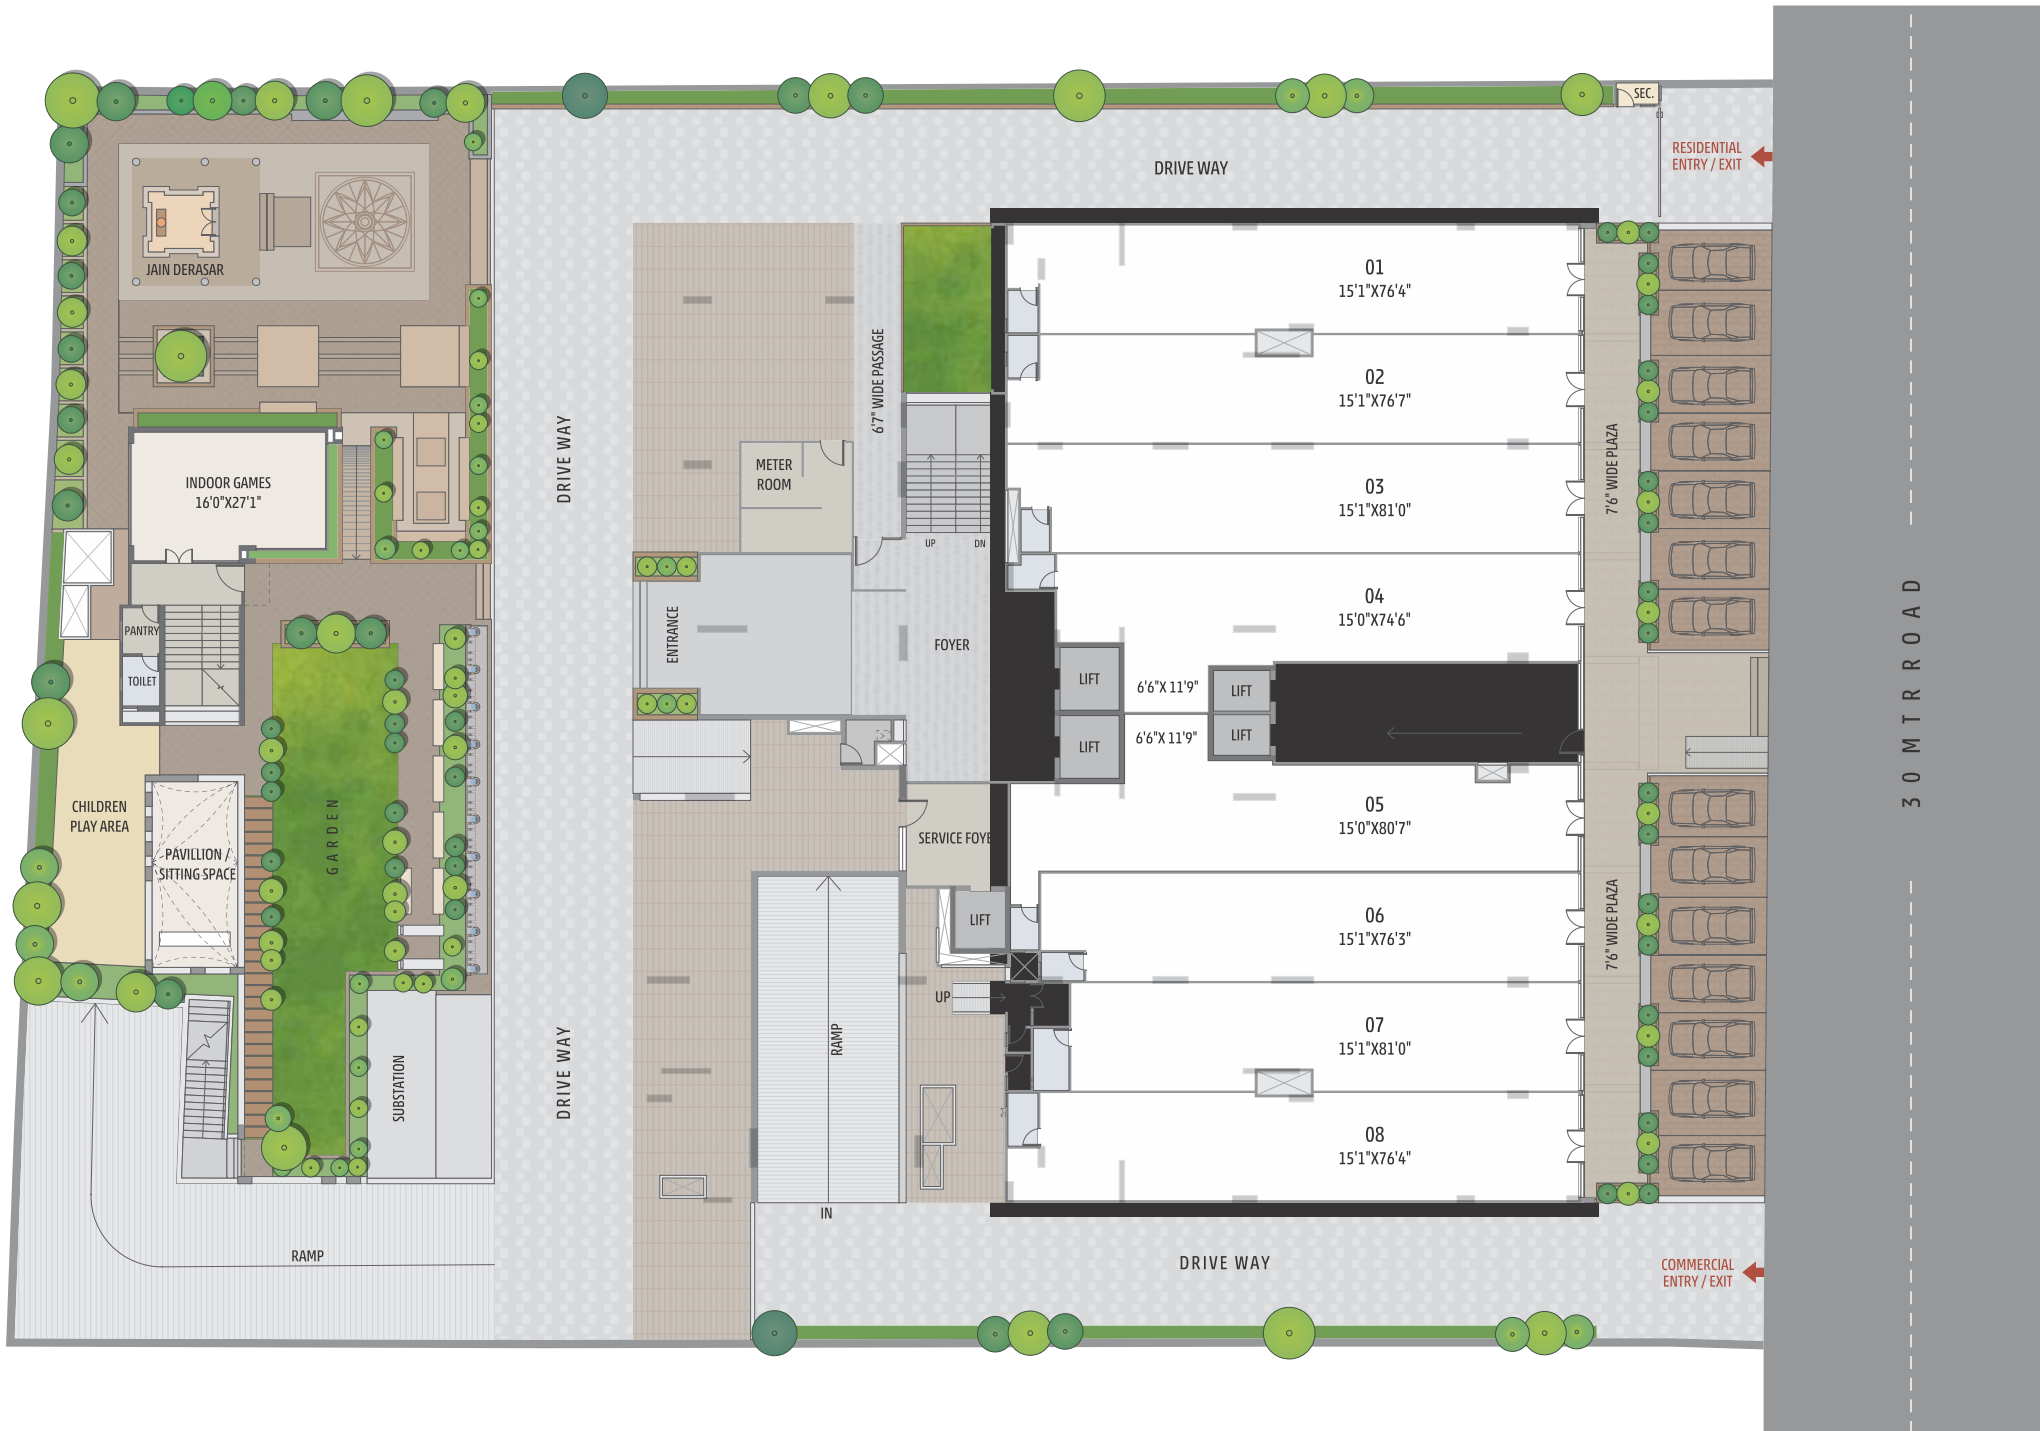 SEC.
RESIDENTIAL
ENTRY / EXIT
DRIVE WAY
JAIN DERASAR
01
15'1"X76'4"
02
15'1"X76'7"
6'7" WIDE PASSAGE
DRIVE WAY
METER
ROOM
INDOOR GAMES
16'0"X27'1"
03
15'1"X81'0"
7'6" WIDE PLAZA
UP
DN
04
15'0"X74'6"
ENTRANCE
FOYER
PANTRY
TOILET
LIFT
6'6"X 11'9"
LIFT
LIFT
6'6"X 11'9"
LIFT
30 MTR ROAD
CHILDREN
PLAY AREA
GARDEN
PAVILLION /
SITTING SPACE
SERVICE FOYE
05
15'0"X80'7"
06
15'1"X76'3"
7'6" WIDE PLAZA
LIFT
UP
RAMP
07
15'1"X81'0"
DRIVE WAY
SUBSTATION
08
15'1"X76'4"
IN
RAMP
DRIVE WAY
COMMERCIAL
ENTRY / EXIT